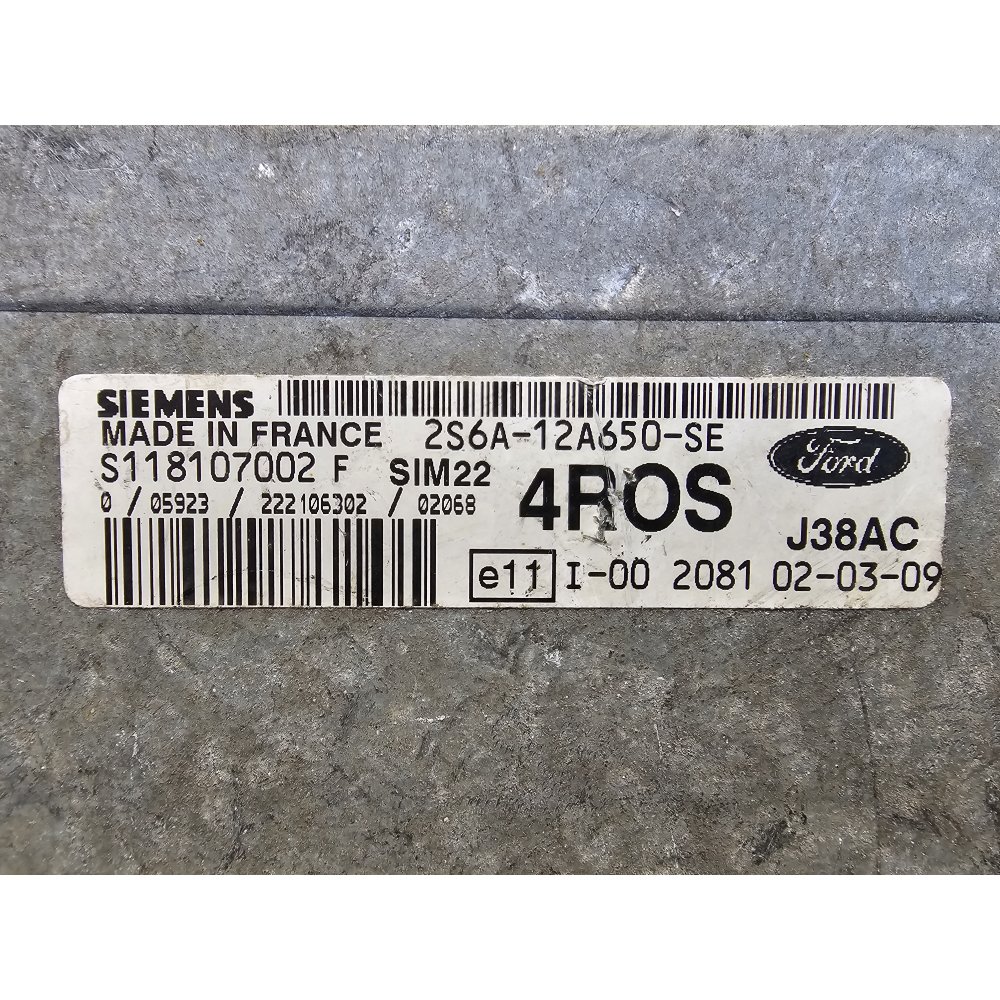 SIEMENS
MADE IN FRANCE 2S6A-12A650-SE
S118107002 F SIM22 4ROS Ford
0 / 05923 / 222106302 / 02068
J38AC
e11 I-00 2081 02-03-09